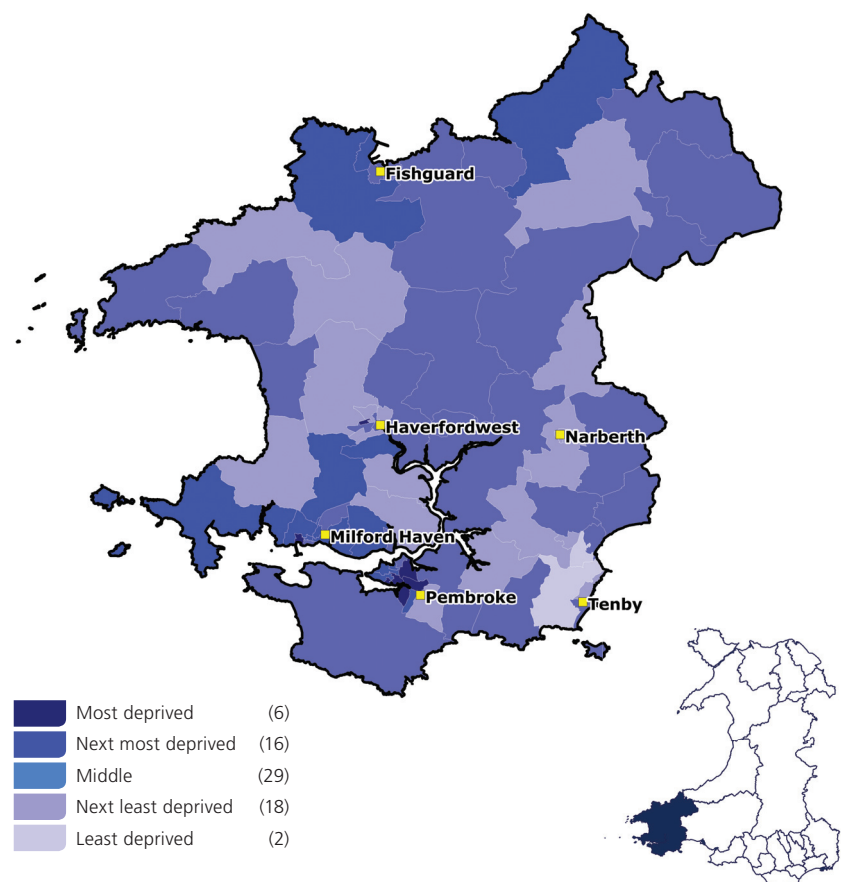 Fishguard
Haverfordwest
Narberth
Milford Haven
Pembroke
Tenby
Most deprived (6)
Next most deprived (16)
Middle (29)
Next least deprived (18)
Least deprived (2)